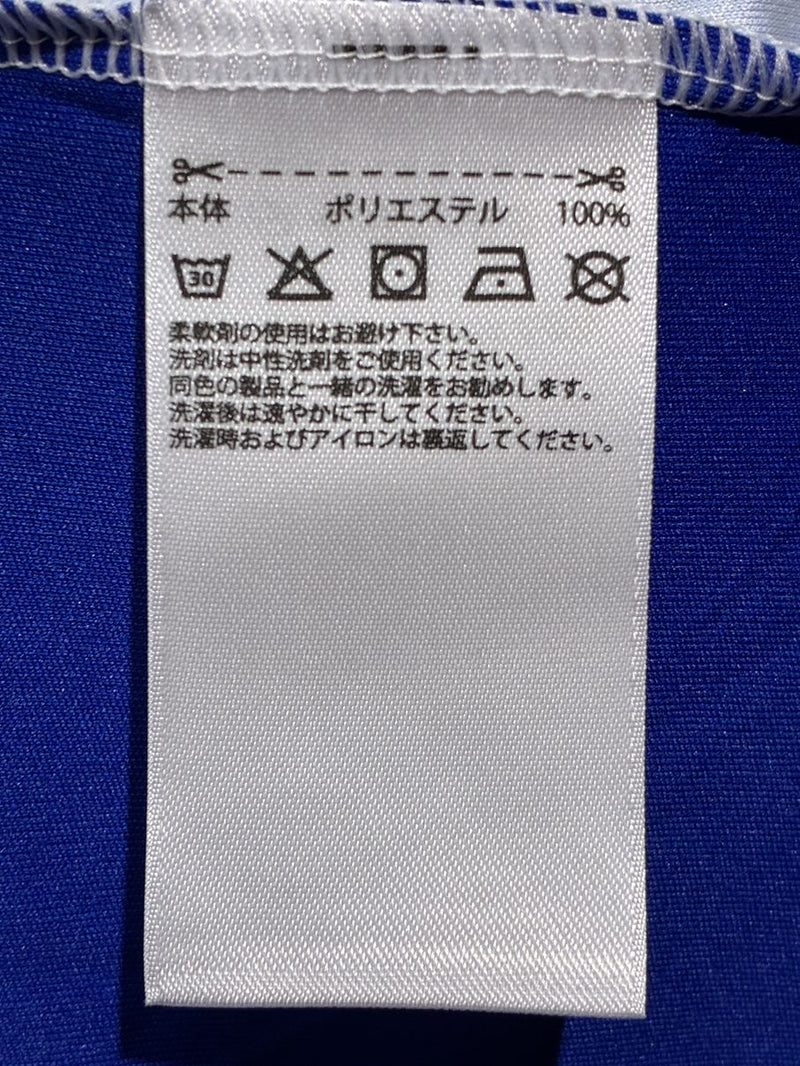 本体 ポリエステル 100%
30
柔軟剤の使用はお避け下さい。
洗剤は中性洗剤をご使用ください。
同色の製品と一緒の洗濯をお勧めします。
洗濯後は速やかに干してください。
洗濯時およびアイロンは裏返してください。